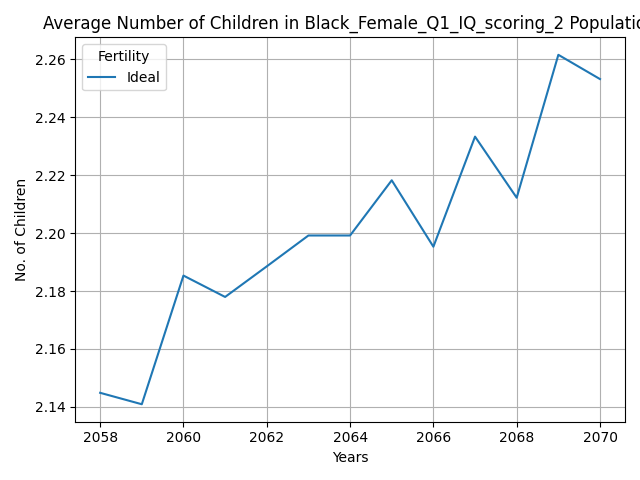 Average Number of Children in Black_Female_Q1_IQ_scoring_2 Populatio
Fertility
Ideal
No. of Children
2.26
2.24
2.22
2.20
2.18
2.16
2.14
2058 2060 2062 2064 2066 2068 2070
Years